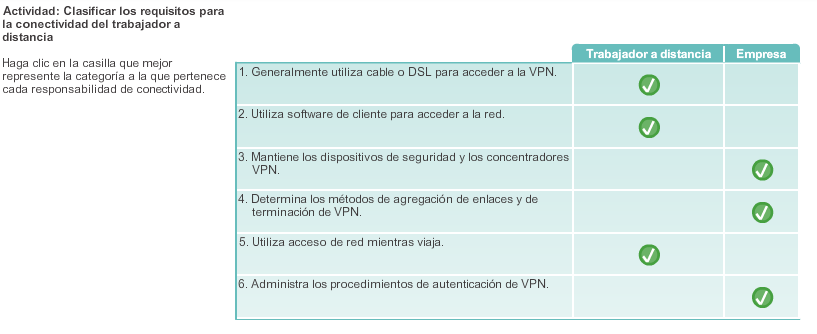 Actividad: Clasificar los requisitos para
la conectividad del trabajador a
distancia
Haga clic en la casilla que mejor
represente la categoría a la que pertenece
cada responsabilidad de conectividad.
Trabajador a distancia Empresa
1. Generalmente utiliza cable o DSL para acceder a la VPN.
2. Utiliza software de cliente para acceder a la red.
3. Mantiene los dispositivos de seguridad y los concentradores
VPN.
4. Determina los métodos de agregación de enlaces y de
terminación de VPN.
5. Utiliza acceso de red mientras viaja.
6. Administra los procedimientos de autenticación de VPN.